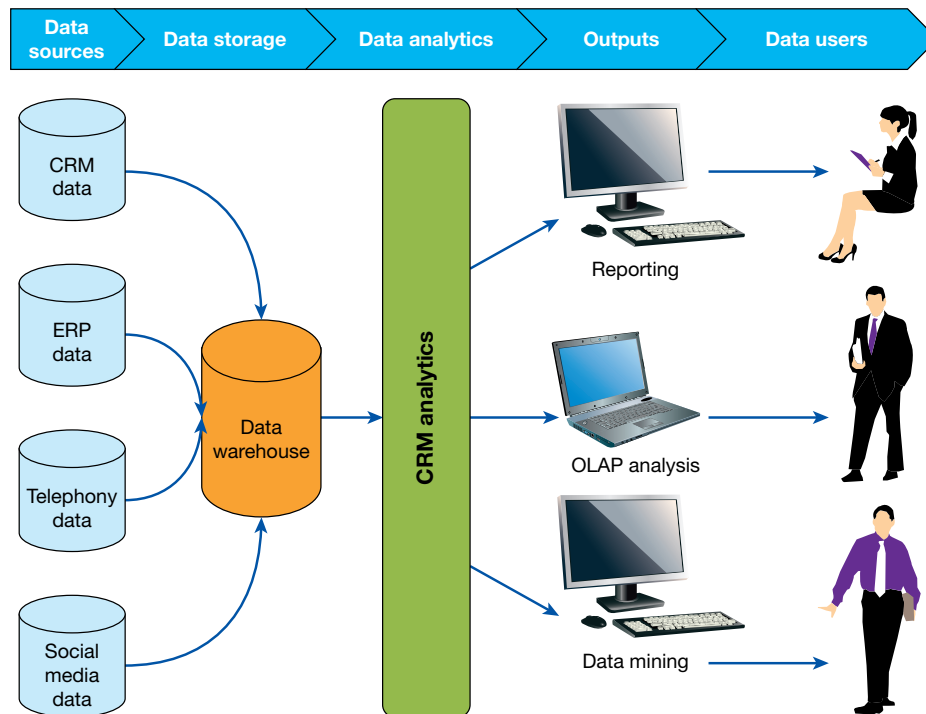 Data
sources
Data storage
Data analytics
Outputs
Data users
CRM
data
ERP
data
Telephony
data
Social
media
data
Data
warehouse
CRM analytics
Reporting
OLAP analysis
Data mining